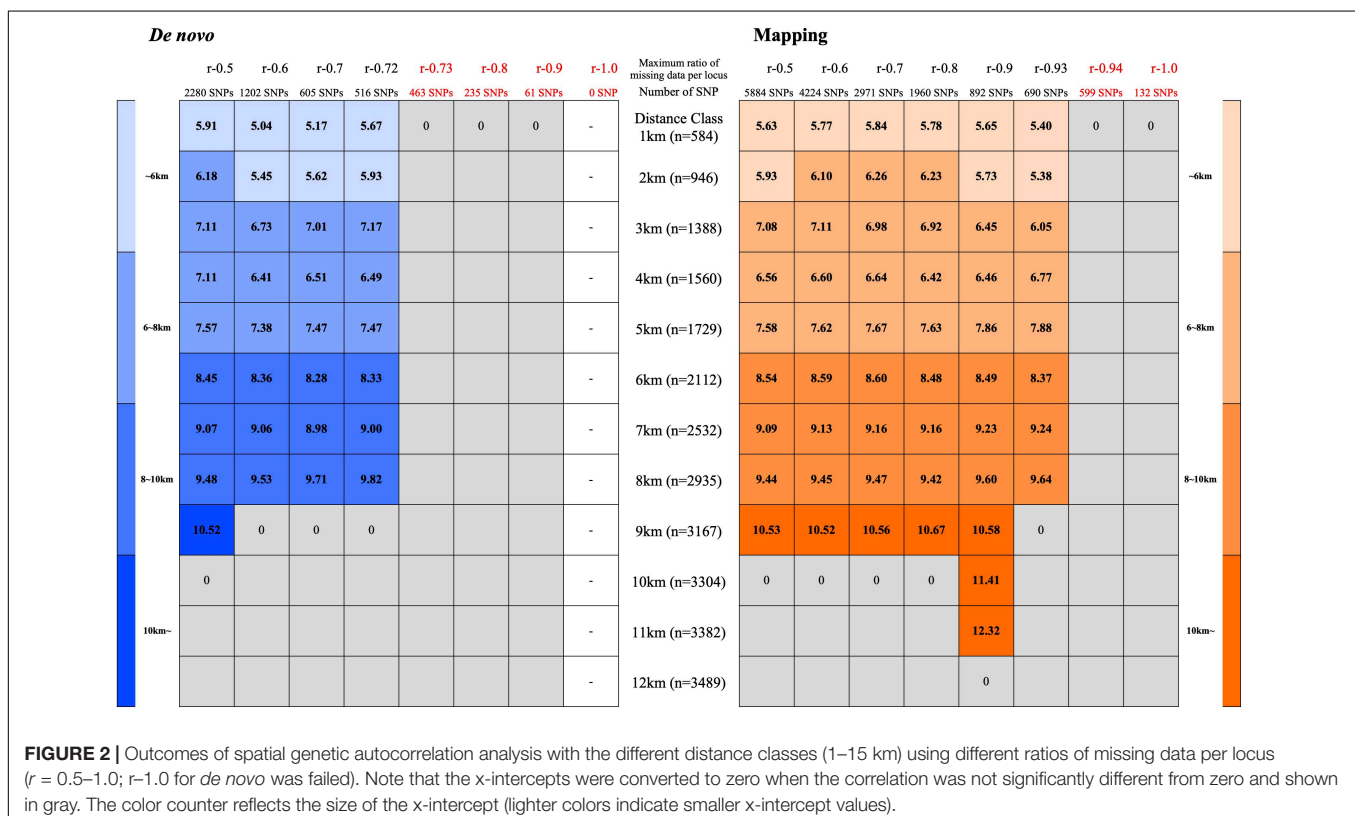 De novo
Mapping
r-0.5 r-0.6 r-0.7 r-0.72 r-0.73 r-0.8 r-0.9 r-1.0 Maximum ratio of missing data per locus r-0.5 r-0.6 r-0.7 r-0.8 r-0.9 r-0.93 r-0.94 r-1.0
2280 SNPs 1202 SNPs 605 SNPs 516 SNPs 463 SNPs 235 SNPs 61 SNPs 0 SNP Number of SNP 5884 SNPs 4224 SNPs 2971 SNPs 1960 SNPs 892 SNPs 690 SNPs 599 SNPs 132 SNPs
5.91 5.04 5.17 5.67 0 0 0 - Distance Class 1km (n=584) 5.63 5.77 5.84 5.78 5.65 5.40 0 0
~6km 6.18 5.45 5.62 5.93 - 2km (n=946) 5.93 6.10 6.26 6.23 5.73 5.38 ~6km
7.11 6.73 7.01 7.17 - 3km (n=1388) 7.08 7.11 6.98 6.92 6.45 6.05
7.11 6.41 6.51 6.49 - 4km (n=1560) 6.56 6.60 6.64 6.42 6.46 6.77
6~8km 7.57 7.38 7.47 7.47 - 5km (n=1729) 7.58 7.62 7.67 7.63 7.86 7.88 6~8km
8.45 8.36 8.28 8.33 - 6km (n=2112) 8.54 8.59 8.60 8.48 8.49 8.37
9.07 9.06 8.98 9.00 - 7km (n=2532) 9.09 9.13 9.16 9.16 9.23 9.24
8~10km 9.48 9.53 9.71 9.82 - 8km (n=2935) 9.44 9.45 9.47 9.42 9.60 9.64 8~10km
10.52 0 0 0 - 9km (n=3167) 10.53 10.52 10.56 10.67 10.58 0
0 - 10km (n=3304) 0 0 0 0 11.41
10km~ - 11km (n=3382) 12.32 10km~
- 12km (n=3489) 0
FIGURE 2 | Outcomes of spatial genetic autocorrelation analysis with the different distance classes (1–15 km) using different ratios of missing data per locus
(r = 0.5–1.0; r–1.0 for de novo was failed). Note that the x-intercepts were converted to zero when the correlation was not significantly different from zero and shown
in gray. The color counter reflects the size of the x-intercept (lighter colors indicate smaller x-intercept values).